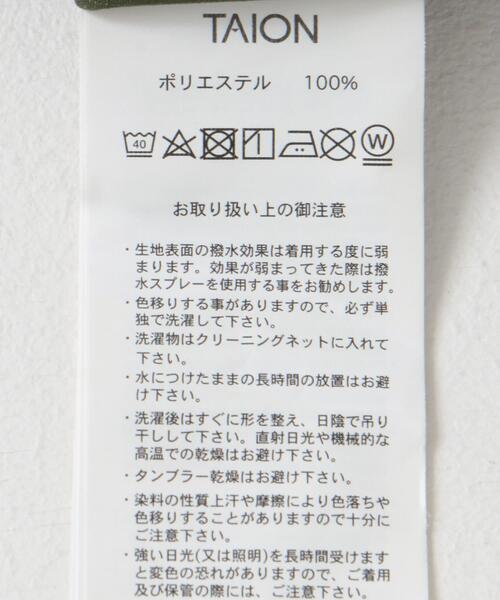 TAION
ポリエステル 100%
40 W
お取り扱い上の御注意
・生地表面の撥水効果は着用する度に弱
まります。効果が弱まってきた際は撥
水スプレーを使用する事をお勧めします。
・色移りする事がありますので、必ず単
独で洗濯して下さい。
・洗濯物はクリーニングネットに入れて
下さい。
・水につけたままの長時間の放置はお避
け下さい。
・洗濯後はすぐに形を整え、日陰で吊り
干しして下さい。直射日光や機械的な
高温での乾燥はお避け下さい。
・タンブラー乾燥はお避け下さい。
・染料の性質上汗や摩擦により色落ちや
色移りすることがありますので十分に
ご注意下さい。
・強い日光(又は照明)を長時間受けます
と変色の恐れがありますので、ご着用
及び保管の際には、ご注意下さい。